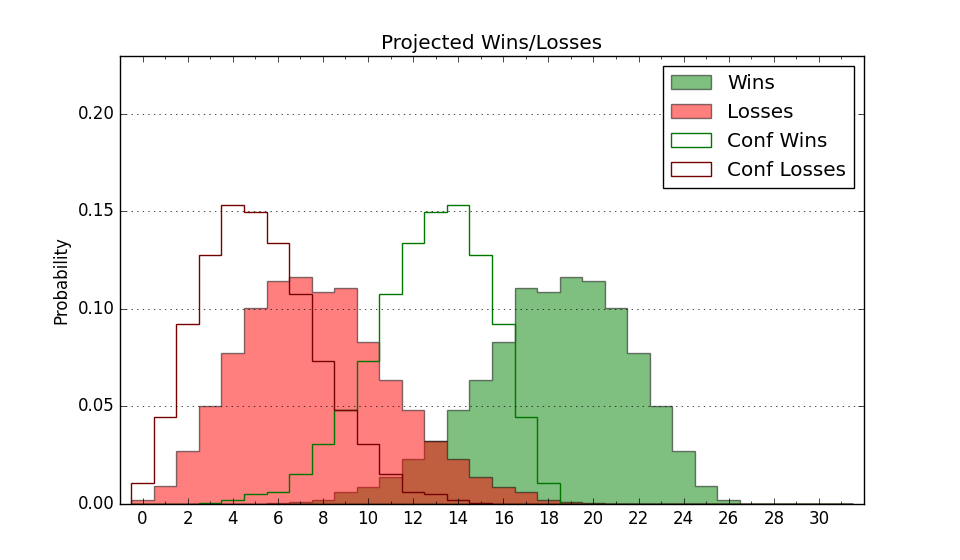 Projected Wins/Losses
Wins
Losses
Conf Wins
Conf Losses
Probability
0.20
0.15
0.10
0.05
0.00
0 2 4 6 8 10 12 14 16 18 20 22 24 26 28 30